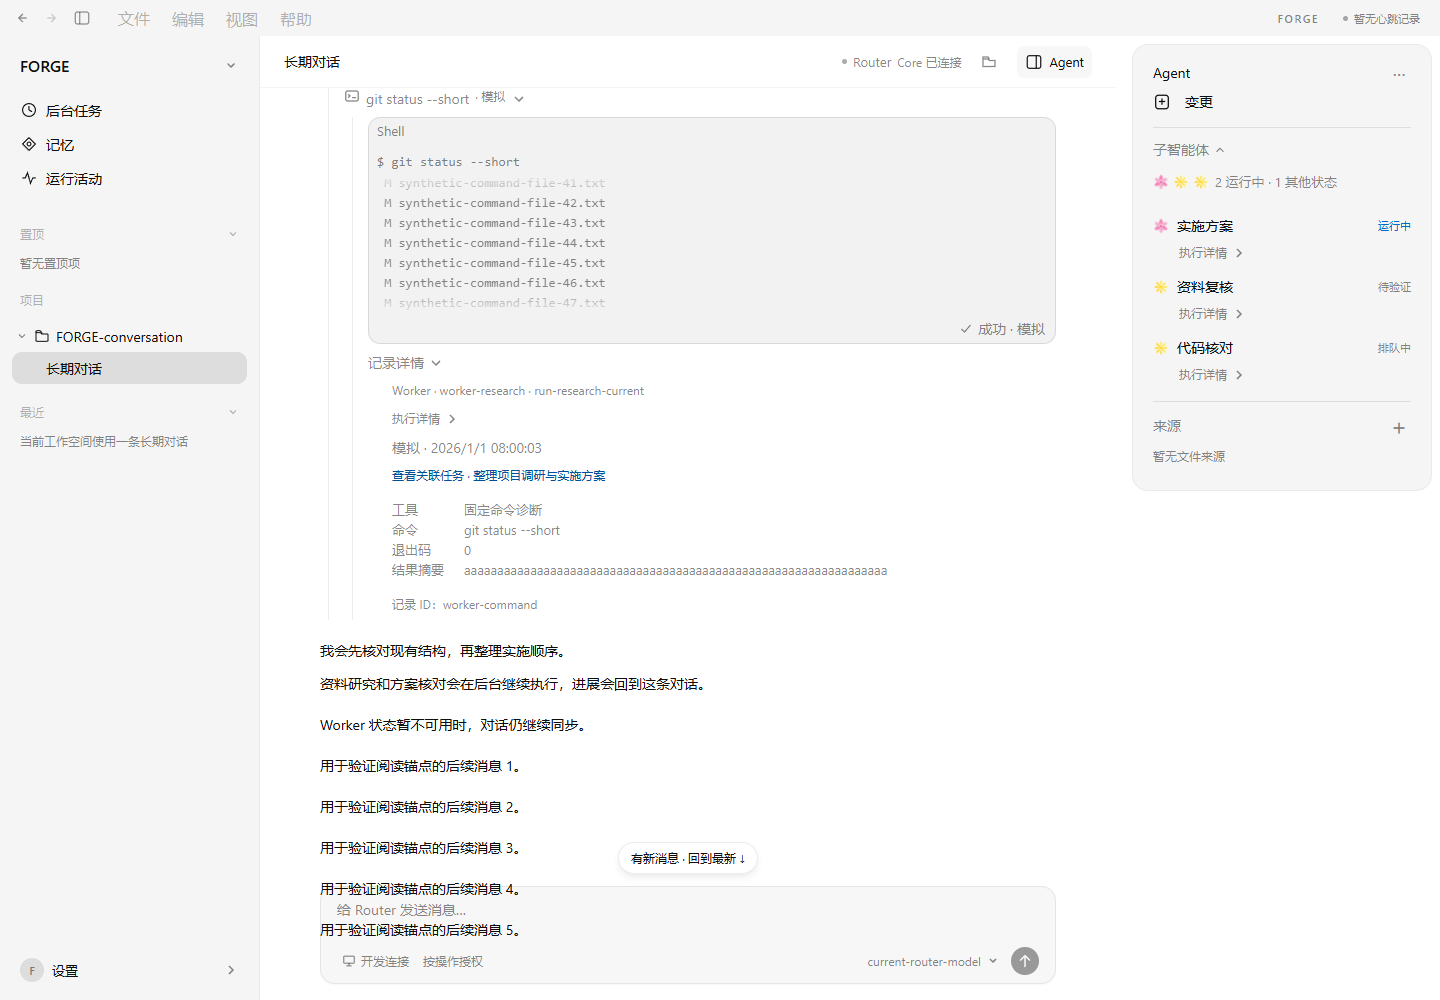 文件 编辑 视图 帮助
FORGE 暂无心跳记录
FORGE
后台任务
记忆
运行活动
置顶
暂无置顶项
项目
FORGE-conversation
长期对话
最近
当前工作空间使用一条长期对话
F 设置
长期对话
Router Core 已连接
Agent
git status --short · 模拟
Shell
$ git status --short
M synthetic-command-file-41.txt
M synthetic-command-file-42.txt
M synthetic-command-file-43.txt
M synthetic-command-file-44.txt
M synthetic-command-file-45.txt
M synthetic-command-file-46.txt
M synthetic-command-file-47.txt
成功 · 模拟
记录详情
Worker · worker-research · run-research-current
执行详情
模拟 · 2026/1/1 08:00:03
查看关联任务 · 整理项目调研与实施方案
工具 固定命令诊断
命令 git status --short
退出码 0
结果摘要 aaaaaaaaaaaaaaaaaaaaaaaaaaaaaaaaaaaaaaaaaaaaaaaaaaaaaaaaaaaaaaaa
记录 ID：worker-command
我会先核对现有结构，再整理实施顺序。
资料研究和方案核对会在后台继续执行，进展会回到这条对话。
Worker 状态暂不可用时，对话仍继续同步。
用于验证阅读锚点的后续消息 1。
用于验证阅读锚点的后续消息 2。
用于验证阅读锚点的后续消息 3。
有新消息 · 回到最新 ↓
用于验证阅读锚点的后续消息 4。
给 Router 发送消息...
用于验证阅读锚点的后续消息 5。
开发连接 按操作授权
current-router-model
Agent
变更
子智能体
2 运行中 · 1 其他状态
实施方案 运行中
执行详情
资料复核 待验证
执行详情
代码核对 排队中
执行详情
来源
暂无文件来源